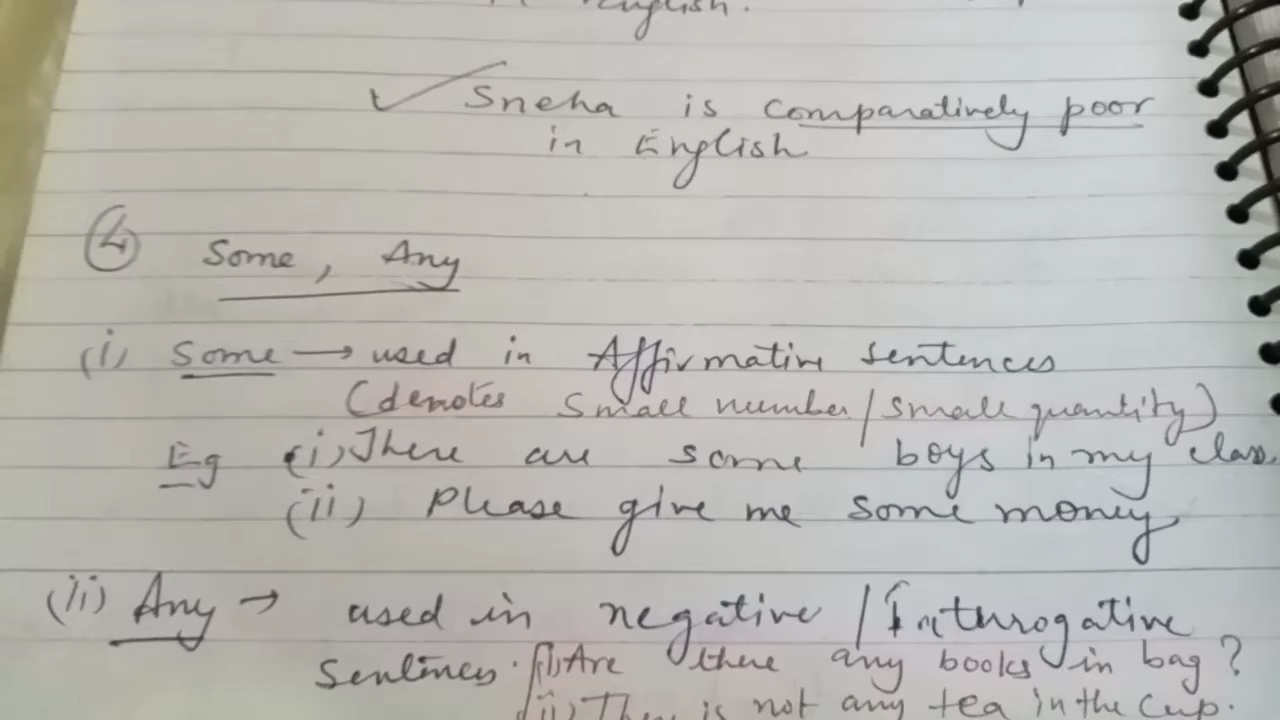 English.
✓ Sneha is comparatively poor
in English
④ Some, Any
(i) Some → used in Affirmative Sentences
(denotes Small number/small quantity)
Eg (i) There are some boys in my class.
(ii) Please give me some money
(ii) Any → used in negative / Interrogative
Sentences. (i) Are there any books in bag?
(ii) There is not any tea in the cup.